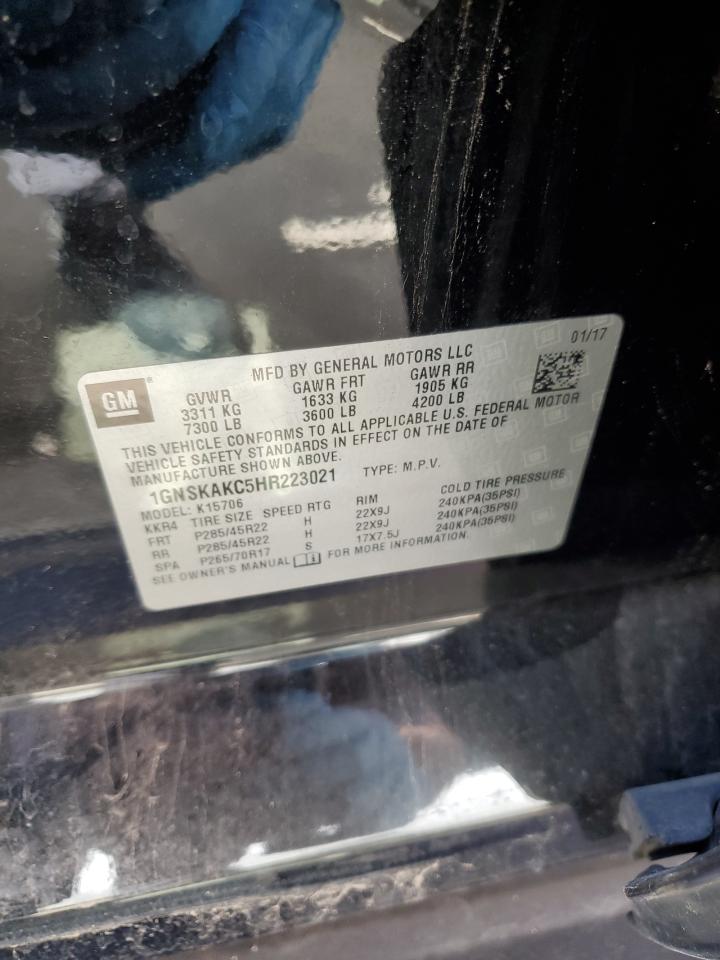 MFD BY GENERAL MOTORS LLC 01/17
GM ®
GVWR GAWR FRT GAWR RR
3311 KG 1633 KG 1905 KG
7300 LB 3600 LB 4200 LB
THIS VEHICLE CONFORMS TO ALL APPLICABLE U.S. FEDERAL MOTOR
VEHICLE SAFETY STANDARDS IN EFFECT ON THE DATE OF
MANUFACTURE SHOWN ABOVE.
1GNSKAKC5HR223021 TYPE: M.P.V.
MODEL: K15706
KKR4 TIRE SIZE SPEED RTG RIM COLD TIRE PRESSURE
FRT P285/45R22 H 22X9J 240KPA(35PSI)
RR P285/45R22 H 22X9J 240KPA(35PSI)
SPA P265/70R17 S 17X7.5J 240KPA(35PSI)
SEE OWNER'S MANUAL FOR MORE INFORMATION.